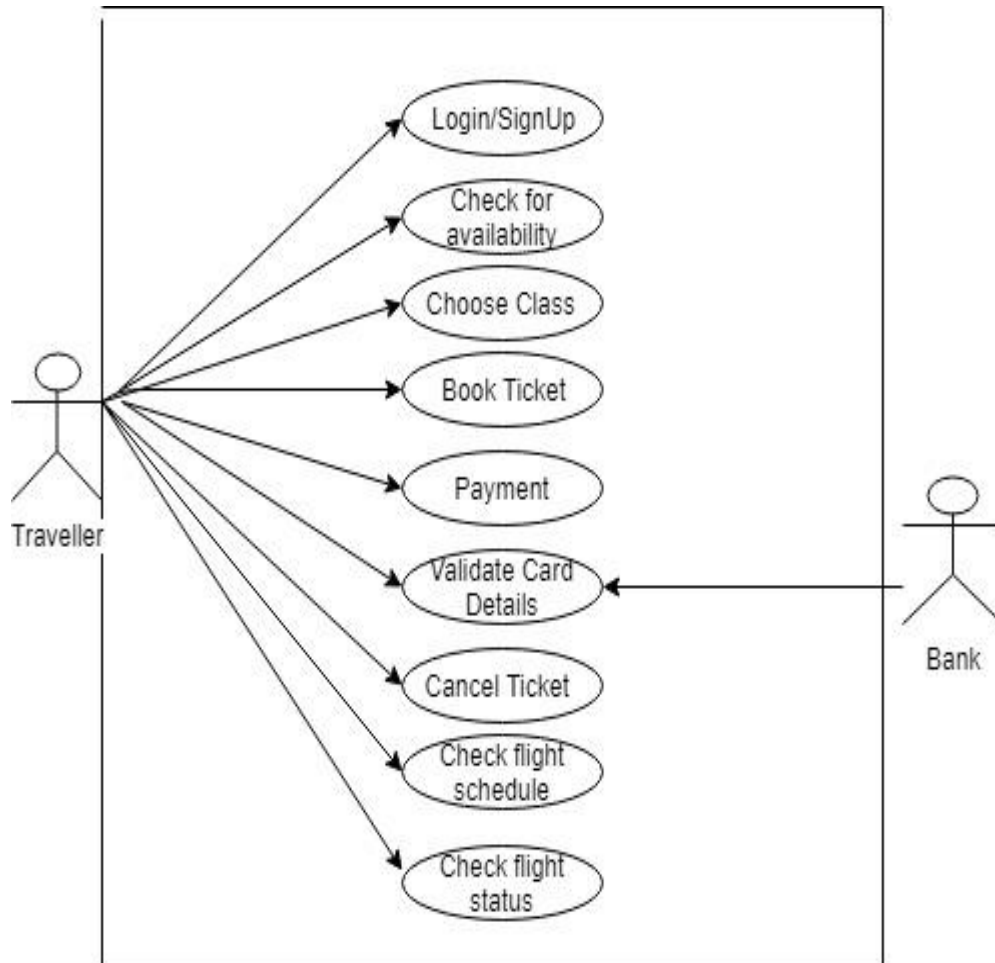 Login/SignUp
Check for
availability
Choose Class
Book Ticket
Payment
Traveller
Validate Card
Details
Bank
Cancel Ticket
Check flight
schedule
Check flight
status